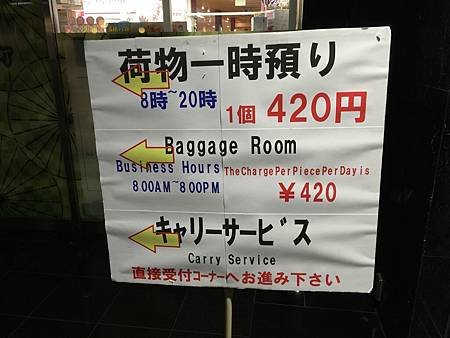 荷物一時預り
8時~20時
1個 420円
Baggage Room
Business Hours
8:00AM~8:00PM
TheChargePerPiecePerDayis
¥420
キャリーサービス
Carry Service
直接受付コーナーへお進み下さい